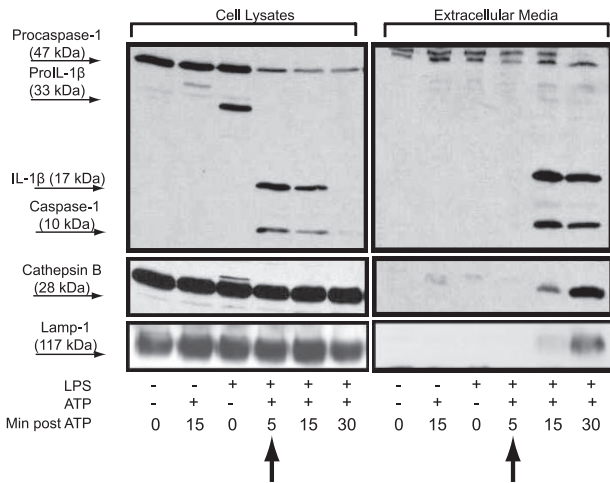 Cell Lysates Extracellular Media
Procaspase-1
(47 kDa)
ProIL-1β
(33 kDa)
IL-1β (17 kDa)
Caspase-1
(10 kDa)
Cathepsin B
(28 kDa)
Lamp-1
(117 kDa)
LPS - - + + + + - - + + + +
ATP - + - + + + - + - + + +
Min post ATP 0 15 0 5 15 30 0 15 0 5 15 30